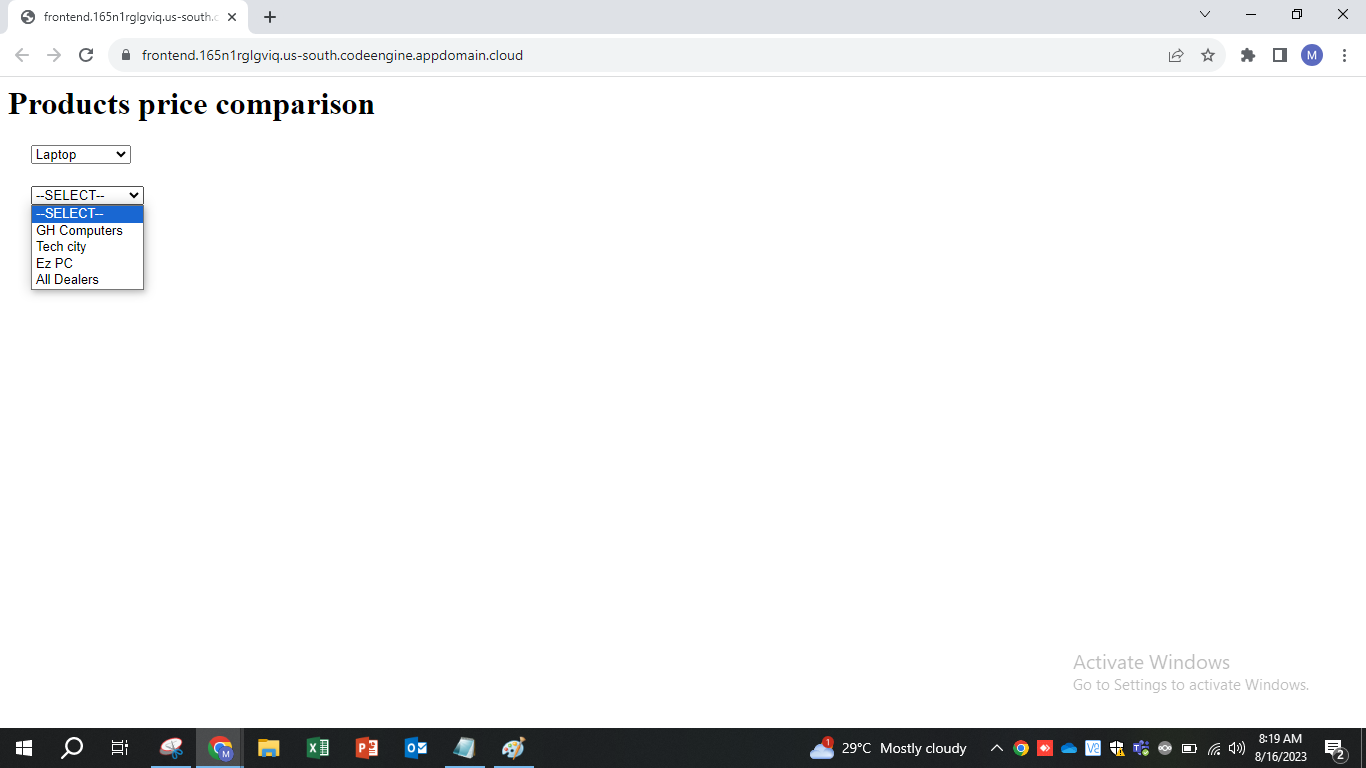 frontend.165n1rglgviq.us-south.c
frontend.165n1rglgviq.us-south.codeengine.appdomain.cloud
M
Products price comparison
Laptop
--SELECT--
--SELECT--
GH Computers
Tech city
Ez PC
All Dealers
Activate Windows
Go to Settings to activate Windows.
M
1
29°C Mostly cloudy
8:19 AM
8/16/2023
2